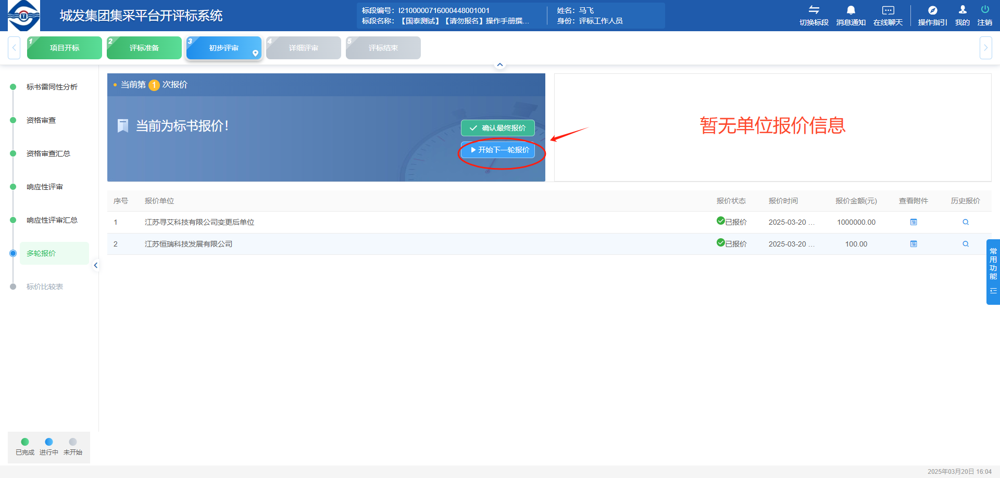 城发集团集采平台开评标系统
标段编号：I2100000716000448001001
标段名称：【国泰测试】【请勿报名】操作手册撰...
姓名：马飞
身份：评标工作人员
切换标段
消息通知
在线聊天
操作指引
我的
注销
1 项目开标
2 评标准备
3 初步评审
4 详细评审
5 评标结束
标书雷同性分析
资格审查
资格审查汇总
响应性评审
响应性评审汇总
多轮报价
标价比较表
当前第 1 次报价
当前为标书报价！
确认最终报价
开始下一轮报价
暂无单位报价信息
序号 报价单位 报价状态 报价时间 报价金额(元) 查看附件 历史报价
1 江苏寻艾科技有限公司变更后单位 已报价 2025-03-20 ... 1000000.00
2 江苏恒瑞科技发展有限公司 已报价 2025-03-20 ... 100.00
常用功能
已完成 进行中 未开始
2025年03月20日 16:04